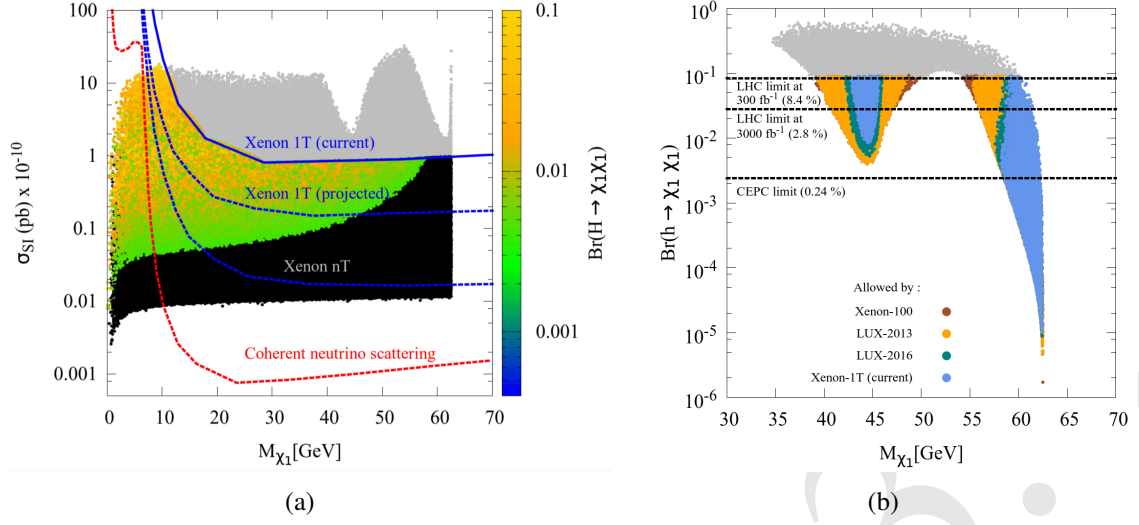 100
10
1
0.1
0.01
0.001
σSI (pb) x 10⁻¹⁰
0 10 20 30 40 50 60 70
Mχ₁[GeV]
Xenon 1T (current)
Xenon 1T (projected)
Xenon nT
Coherent neutrino scattering
0.1
0.01
0.001
Br(H → χ₁χ₁)
(a)
10⁰
10⁻¹
10⁻²
10⁻³
10⁻⁴
10⁻⁵
10⁻⁶
Br(h → χ₁ χ₁)
LHC limit at
300 fb⁻¹ (8.4 %)
LHC limit at
3000 fb⁻¹ (2.8 %)
CEPC limit (0.24 %)
Allowed by :
Xenon-100
LUX-2013
LUX-2016
Xenon-1T (current)
30 35 40 45 50 55 60 65 70
Mχ₁[GeV]
(b)